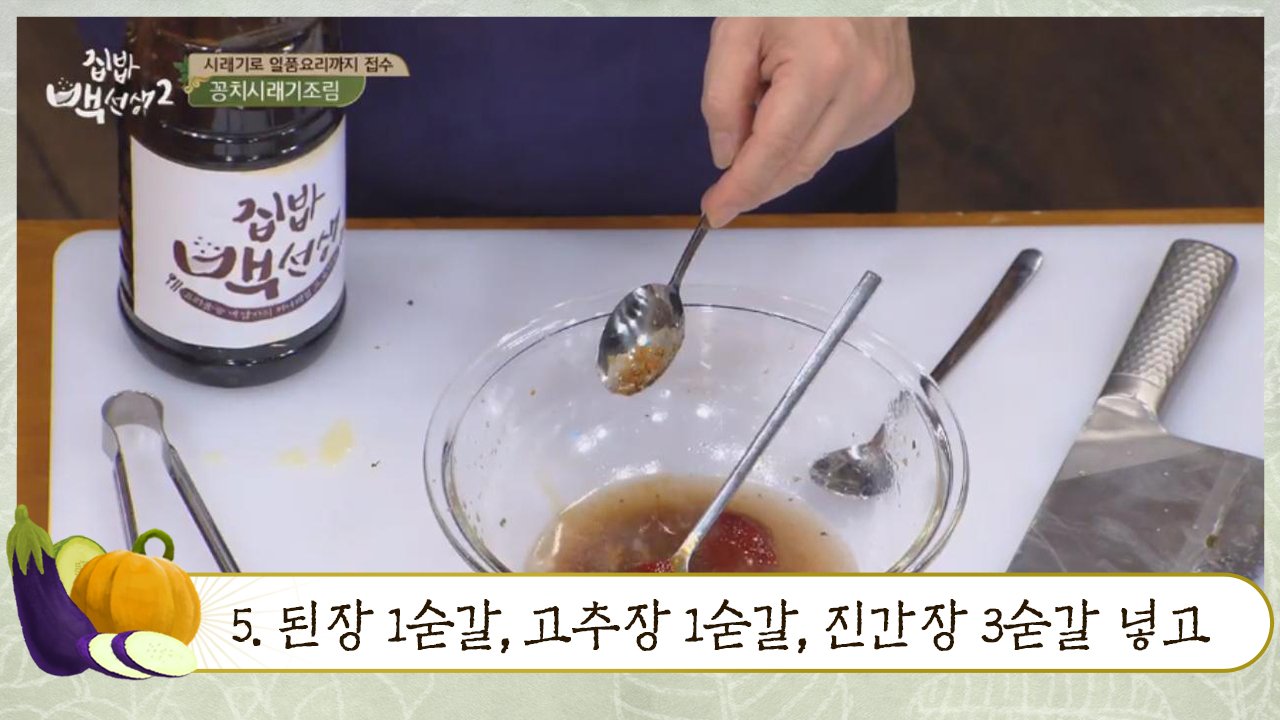 집밥
백선생2
시래기로 일품요리까지 접수
꽁치시래기조림
집밥
백선생
5. 된장 1숟갈, 고추장 1숟갈, 진간장 3숟갈 넣고